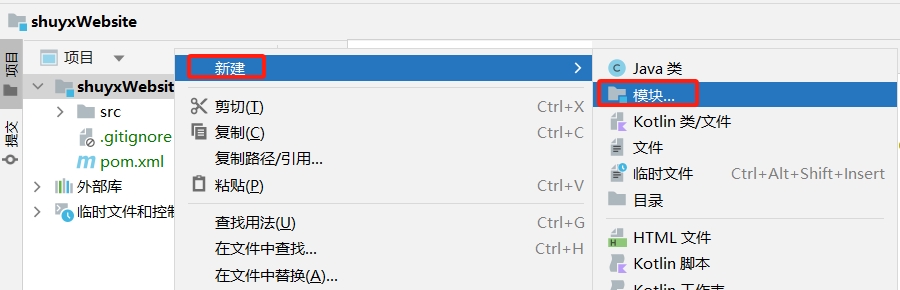 shuyxWebsite
项目
项目
shuyxWebsit
src
.gitignore
pom.xml
外部库
临时文件和控
提交
新建
剪切(T) Ctrl+X
复制(C) Ctrl+C
复制路径/引用...
粘贴(P) Ctrl+V
查找用法(U) Ctrl+G
在文件中查找... Ctrl+H
在文件中替换(A)...
Java 类
模块...
Kotlin 类/文件
文件
临时文件 Ctrl+Alt+Shift+Insert
目录
HTML 文件
Kotlin 脚本
Kotlin 工作表